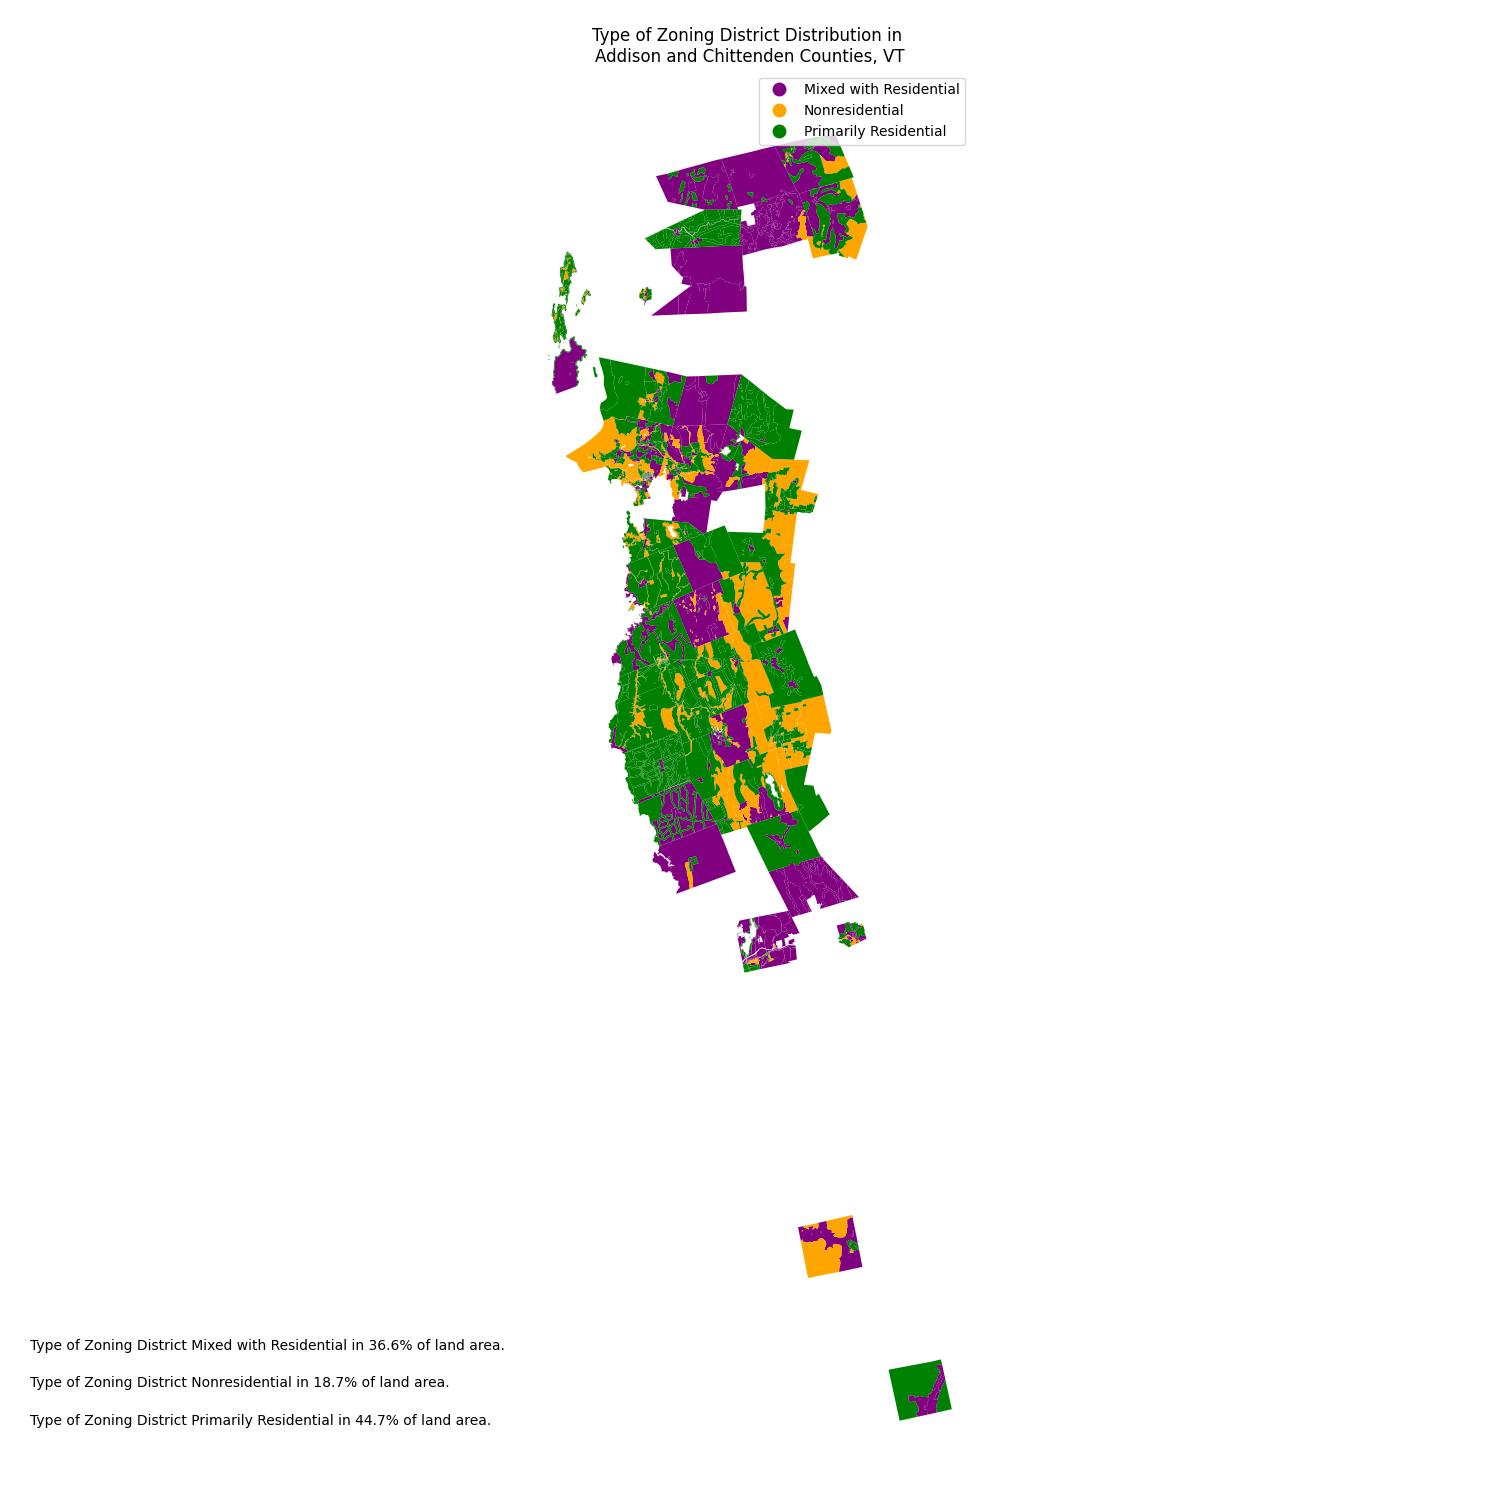 Type of Zoning District Distribution in
Addison and Chittenden Counties, VT
Mixed with Residential
Nonresidential
Primarily Residential
Type of Zoning District Mixed with Residential in 36.6% of land area.
Type of Zoning District Nonresidential in 18.7% of land area.
Type of Zoning District Primarily Residential in 44.7% of land area.